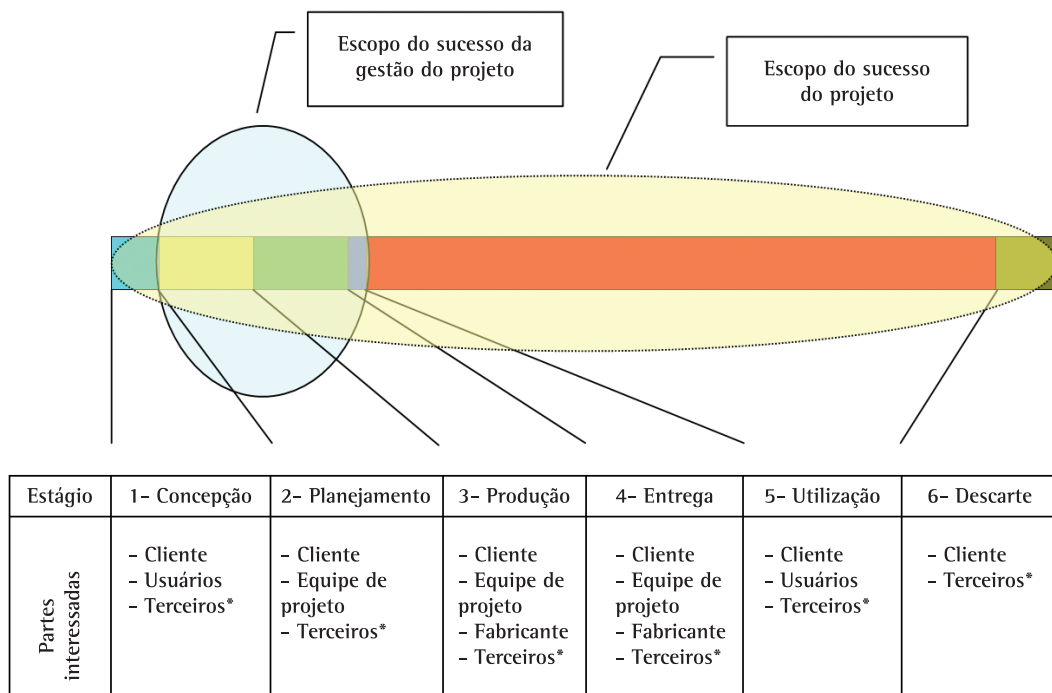 Escopo do sucesso da
gestão do projeto
Escopo do sucesso
do projeto
Estágio
1- Concepção
2- Planejamento
3- Produção
4- Entrega
5- Utilização
6- Descarte
Partes
interessadas
- Cliente
- Usuários
- Terceiros*
- Cliente
- Equipe de
projeto
- Terceiros*
- Cliente
- Equipe de
projeto
- Fabricante
- Terceiros*
- Cliente
- Equipe de
projeto
- Fabricante
- Terceiros*
- Cliente
- Usuários
- Terceiros*
- Cliente
- Terceiros*